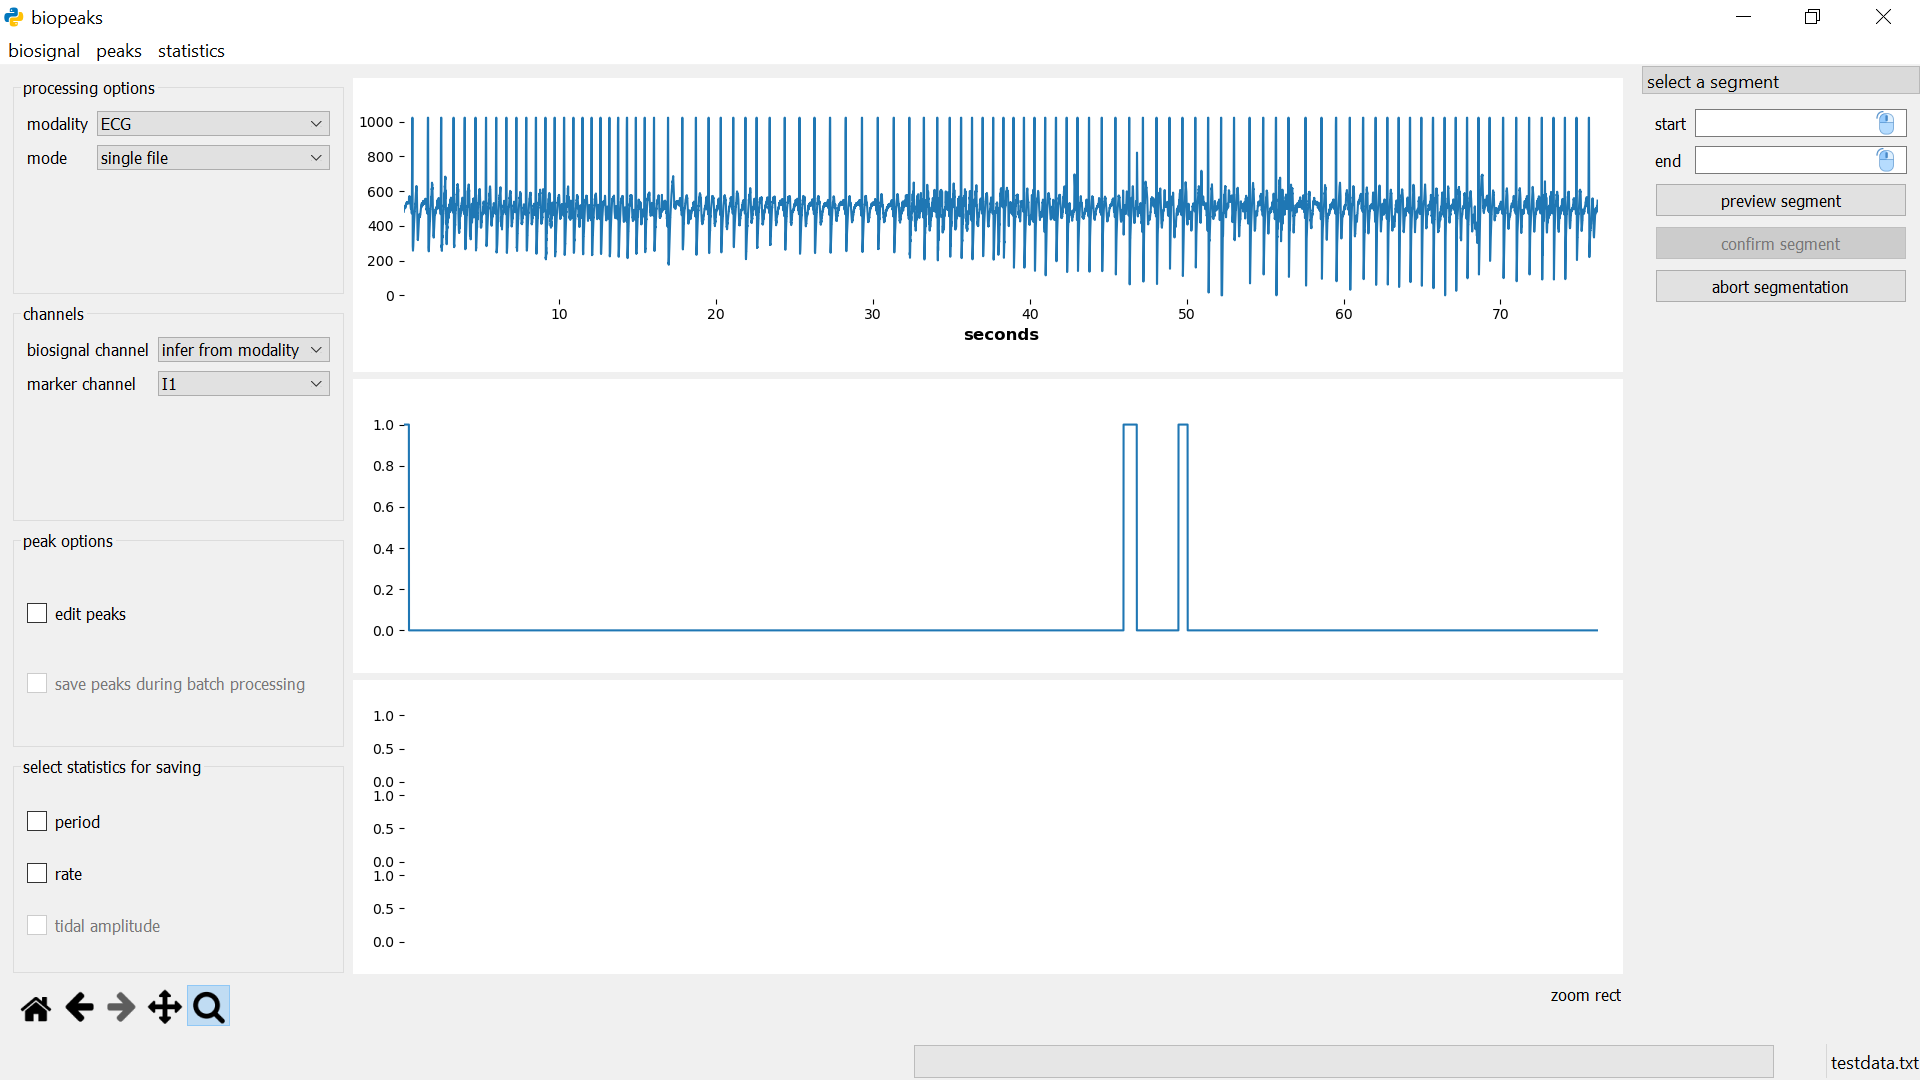 biopeaks
biosignal peaks statistics
processing options
modality ECG
mode single file
channels
biosignal channel infer from modality
marker channel I1
peak options
edit peaks
save peaks during batch processing
select statistics for saving
period
rate
tidal amplitude
1000
800
600
400
200
0
10 20 30 40 50 60 70
seconds
1.0
0.8
0.6
0.4
0.2
0.0
1.0
0.5
0.0
1.0
0.5
0.0
1.0
0.5
0.0
select a segment
start
end
preview segment
confirm segment
abort segmentation
zoom rect
testdata.txt